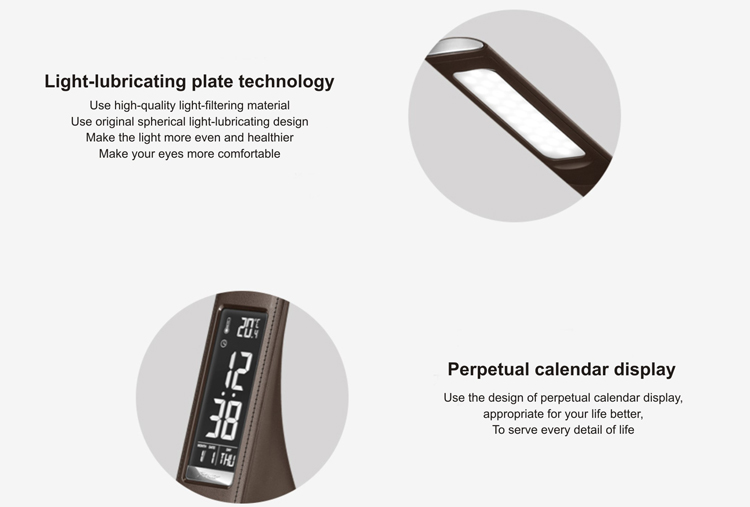 Light-lubricating plate technology
Use high-quality light-filtering material
Use original spherical light-lubricating design
Make the light more even and healthier
Make your eyes more comfortable
20.4°C
12
38
1 1 THU
Perpetual calendar display
Use the design of perpetual calendar display,
appropriate for your life better,
To serve every detail of life